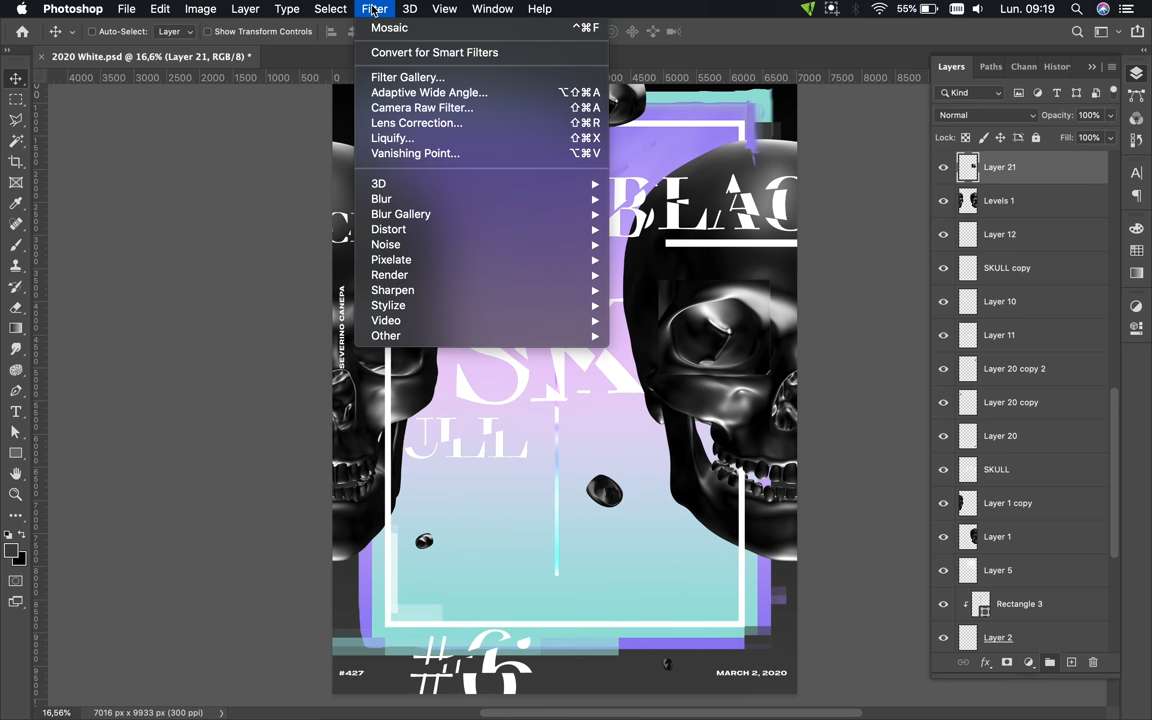 Photoshop File Edit Image Layer Type Select Filter 3D View Window Help 55% Lun. 09:19
Auto-Select: Layer Show Transform Controls
× 2020 White.psd @ 16,6% (Layer 21, RGB/8) *
4000 3500 3000 2500 2000 1500 1000 500 0 4500 5000 5500 6000 6500 7000 7500 8000 8500
Mosaic ^⌘F
Convert for Smart Filters
Filter Gallery...
Adaptive Wide Angle... ⌥⇧⌘A
Camera Raw Filter... ⇧⌘A
Lens Correction... ⇧⌘R
Liquify... ⇧⌘X
Vanishing Point... ⌥⌘V
3D
Blur
Blur Gallery
Distort
Noise
Pixelate
Render
Sharpen
Stylize
Video
Other
BLAC
SEVERINO CANEPA
SK
ULL
#6
#427
MARCH 2, 2020
Layers Paths Chann Histor
Kind
Normal Opacity: 100%
Lock: Fill: 100%
Layer 21
Levels 1
Layer 12
SKULL copy
Layer 10
Layer 11
Layer 20 copy 2
Layer 20 copy
Layer 20
SKULL
Layer 1 copy
Layer 1
Layer 5
Rectangle 3
Layer 2
16,56% 7016 px x 9933 px (300 ppi)